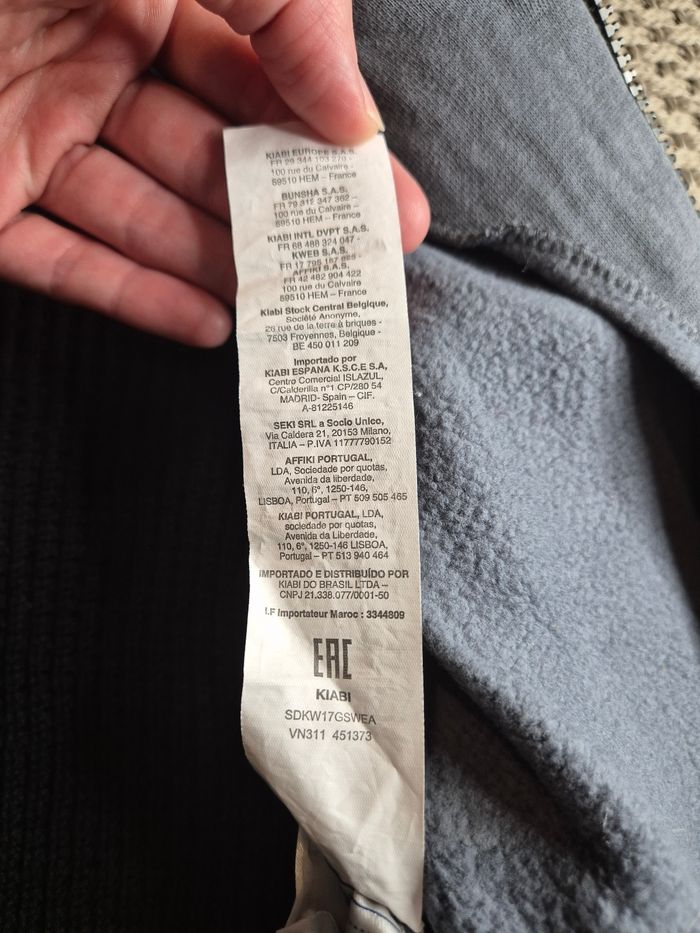 KIABI EUROPE S.A.S.
FR 29 344 103 270 -
100 rue du Calvaire -
59510 HEM – France
BUNSHA S.A.S.
FR 79 312 347 362 –
100 rue du Calvaire –
59510 HEM – France
KIABI INTL DVPT S.A.S.
FR 68 488 324 047 -
KWEB S.A.S.
FR 17 795 187 985 -
AFFIKI S.A.S.
FR 42 482 904 422
100 rue du Calvaire
59510 HEM – France
Kiabi Stock Central Belgique,
Société Anonyme,
26 rue de la terre à briques -
7503 Froyennes, Belgique -
BE 450 011 209
Importado por
KIABI ESPANA K.S.C.E S.A,
Centro Comercial ISLAZUL,
C/Calderilla n°1 CP/280 54
MADRID- Spain – CIF.
A-81225146
SEKI SRL a Socio Unico,
Via Caldera 21, 20153 Milano,
ITALIA – P.IVA 11777790152
AFFIKI PORTUGAL,
LDA, Sociedade por quotas,
Avenida da liberdade,
110, 6°, 1250-146,
LISBOA, Portugal – PT 509 505 465
KIABI PORTUGAL, LDA,
sociedade por quotas,
Avenida da Liberdade,
110, 6°, 1250-146 LISBOA,
Portugal – PT 513 940 464
IMPORTADO E DISTRIBUÍDO POR
KIABI DO BRASIL LTDA –
CNPJ 21.338.077/0001-50
I.F Importateur Maroc : 3344809
EAC
KIABI
SDKW17GSWEA
VN311 451373